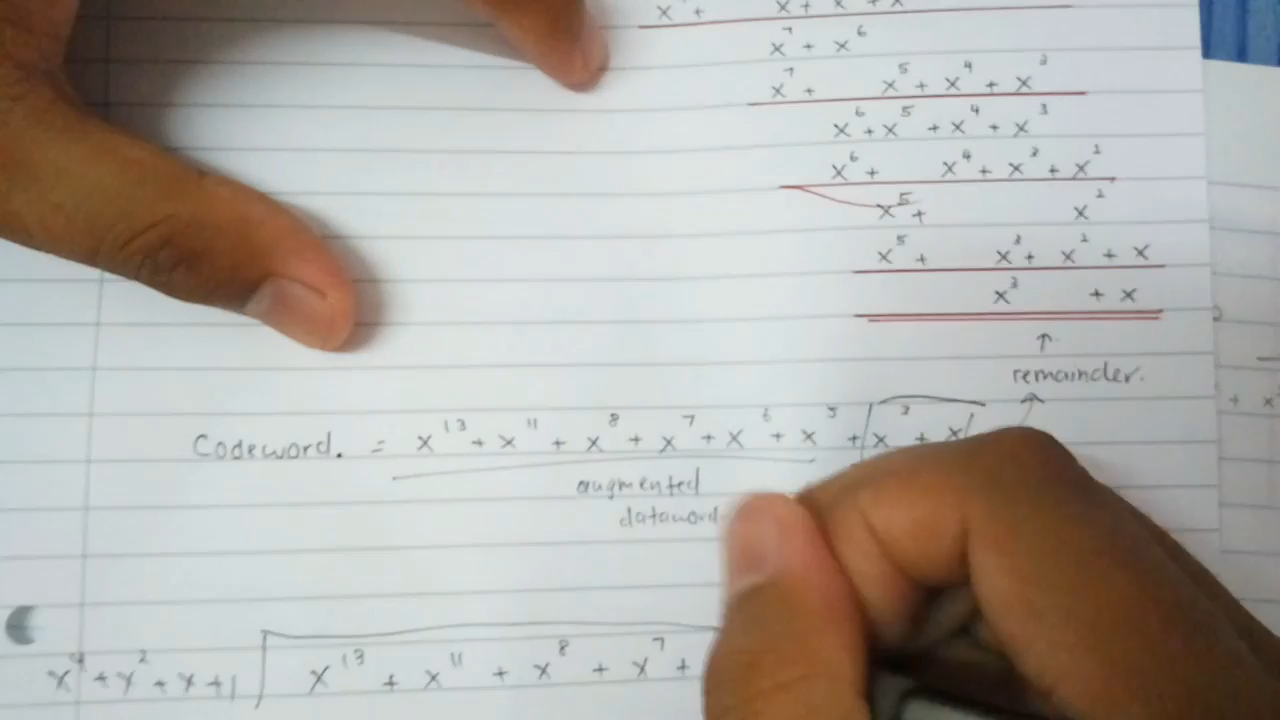 x⁷ + x⁶
x⁷ + x⁵ + x⁴ + x³
x⁶ + x⁵ + x⁴ + x³
x⁶ + x⁴ + x³ + x²
x⁵ + x²
x⁵ + x³ + x² + x
x³ + x
↑
remainder.
Codeword. = x¹³ + x¹¹ + x⁸ + x⁷ + x⁶ + x⁵ + x³ + x
augmented
dataword
x⁴ + x² + x + 1 x¹³ + x¹¹ + x⁸ + x⁷ +